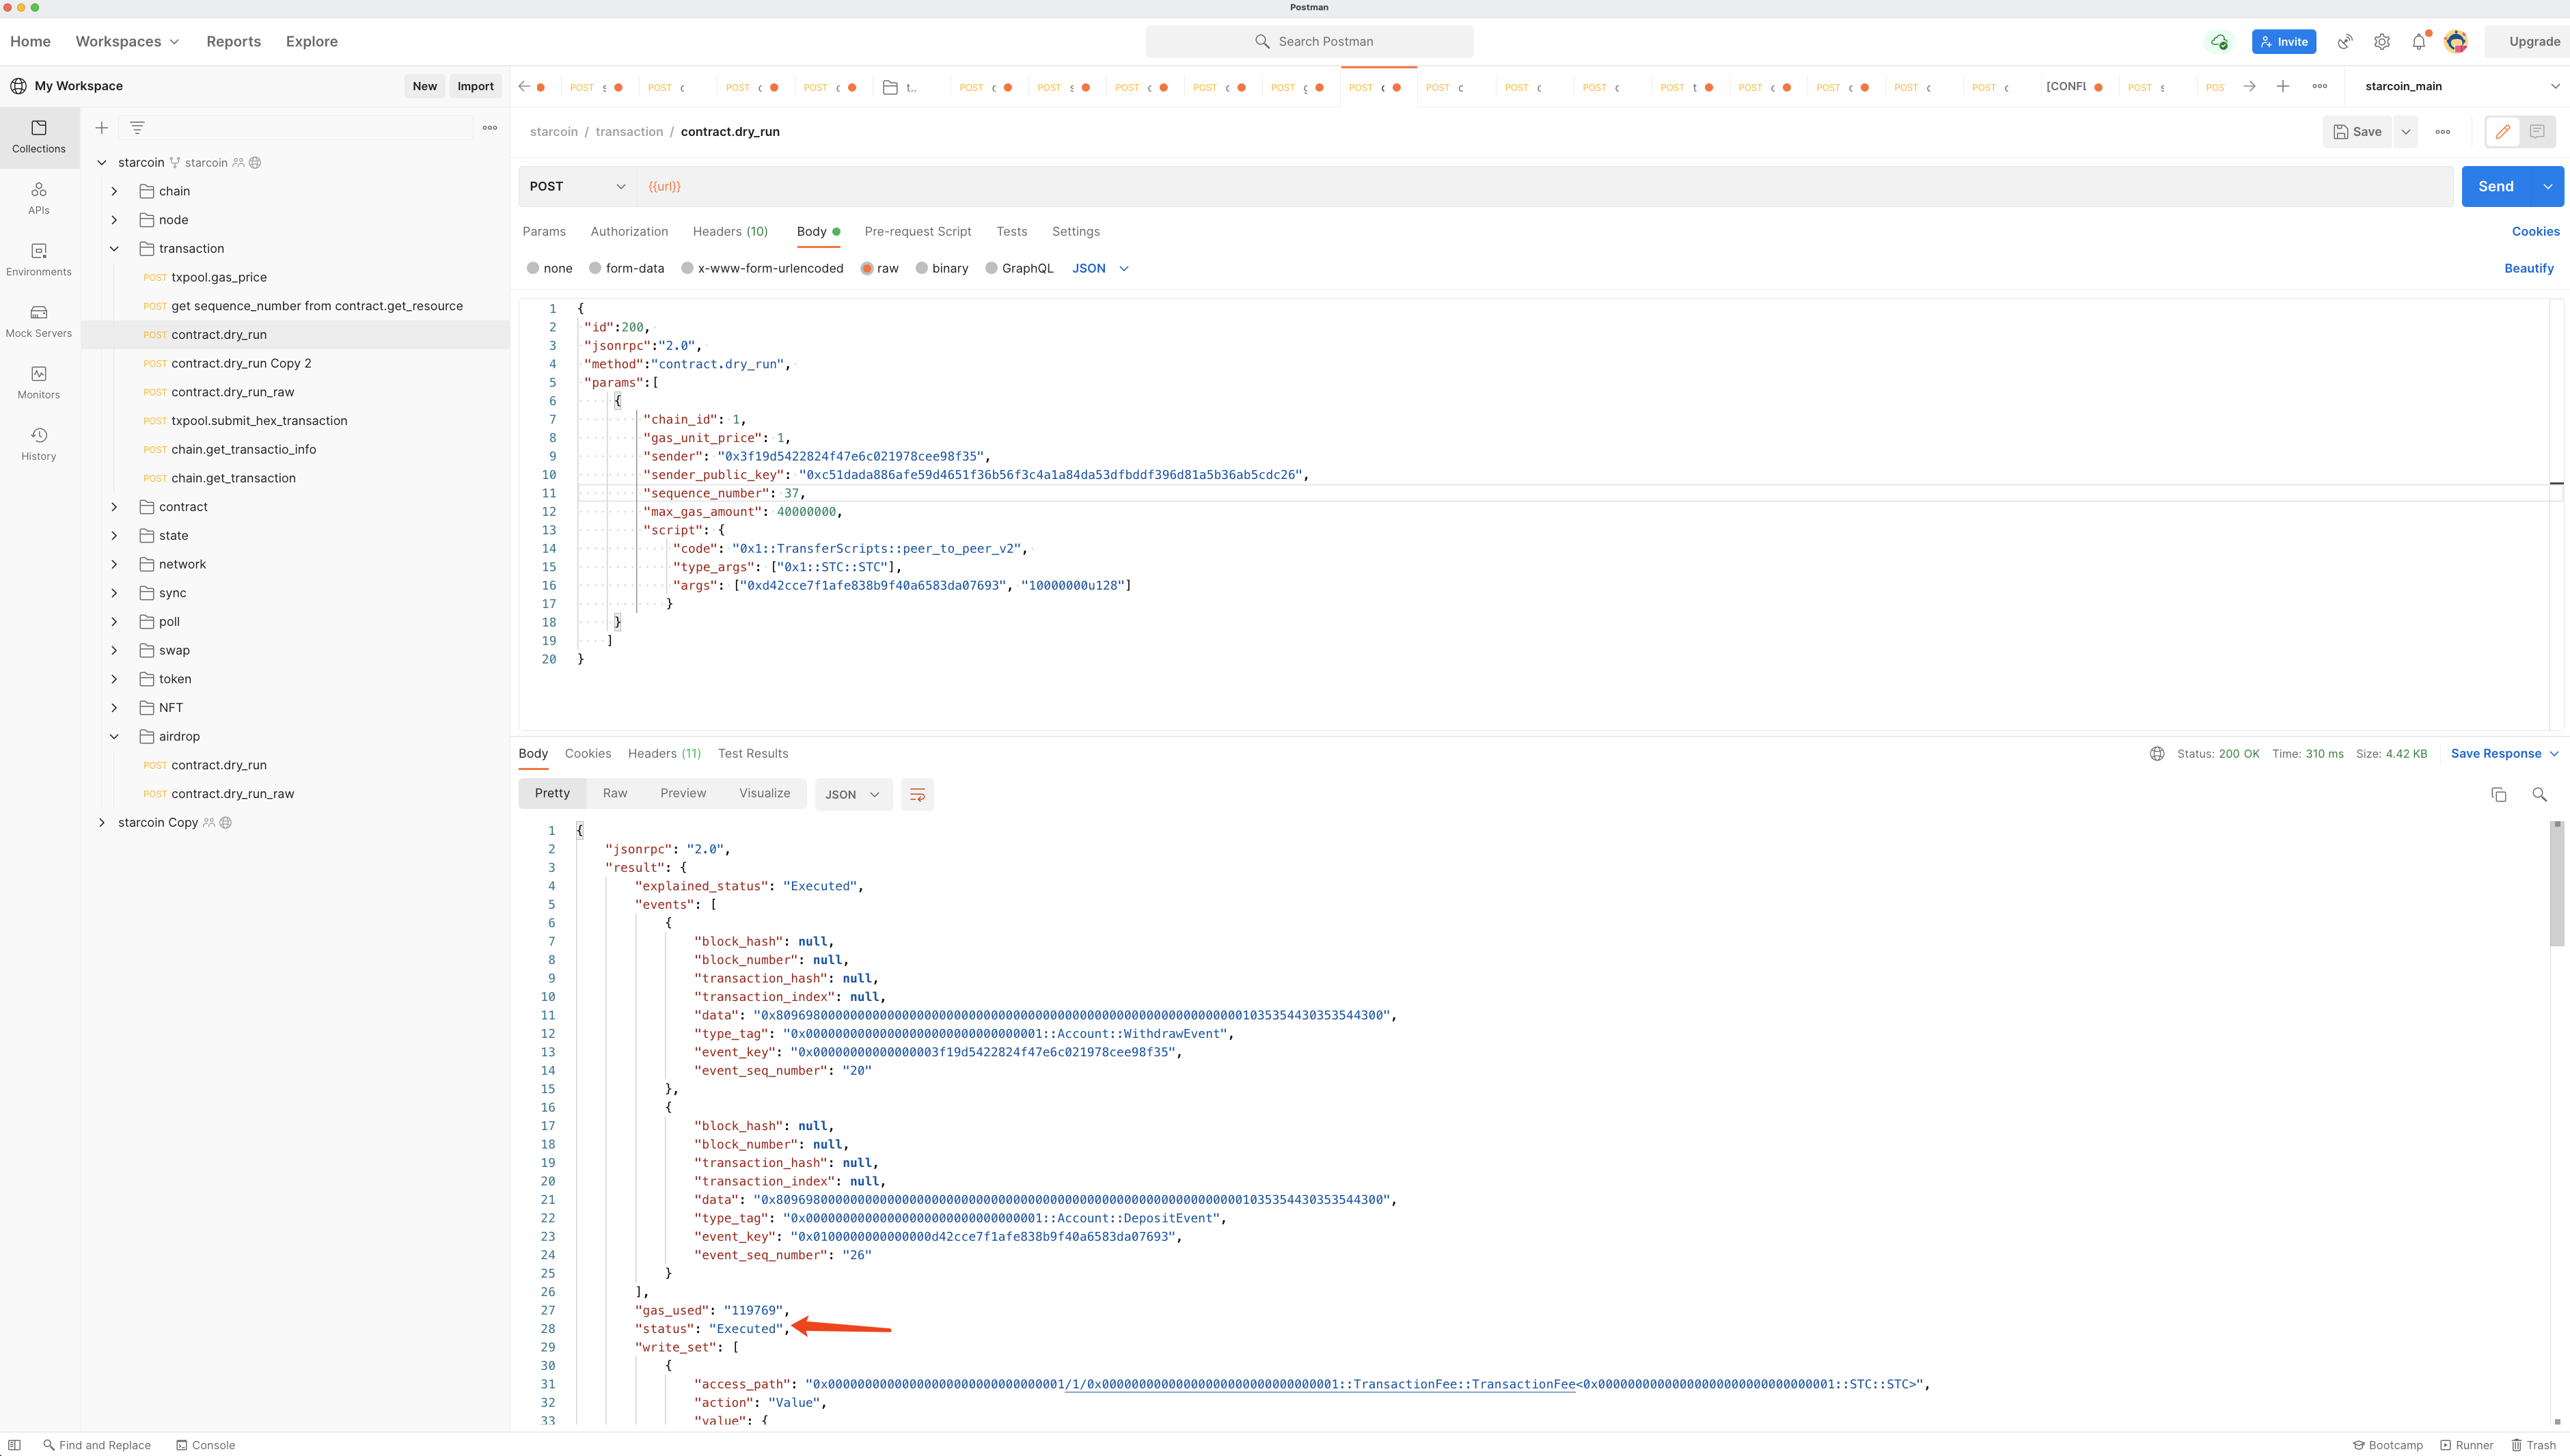 Postman
Home Workspaces Reports Explore Search Postman Invite Upgrade
My Workspace New Import POST s POST c POST c POST c t.. POST c POST s POST c POST c POST g POST c POST c POST c POST c POST t POST c POST c POST c POST c [CONFL POST s POS starcoin_main
starcoin / transaction / contract.dry_run Save
POST {{url}} Send
Params Authorization Headers (10) Body Pre-request Script Tests Settings Cookies
none form-data x-www-form-urlencoded raw binary GraphQL JSON Beautify
Collections
APIs
Environments
Mock Servers
Monitors
History
starcoin starcoin
chain
node
transaction
POST txpool.gas_price
POST get sequence_number from contract.get_resource
POST contract.dry_run
POST contract.dry_run Copy 2
POST contract.dry_run_raw
POST txpool.submit_hex_transaction
POST chain.get_transactio_info
POST chain.get_transaction
contract
state
network
sync
poll
swap
token
NFT
airdrop
POST contract.dry_run
POST contract.dry_run_raw
starcoin Copy
1 {
2 "id":200,
3 "jsonrpc":"2.0",
4 "method":"contract.dry_run",
5 "params":[
6 {
7 "chain_id": 1,
8 "gas_unit_price": 1,
9 "sender": "0x3f19d5422824f47e6c021978cee98f35",
10 "sender_public_key": "0xc51dada886afe59d4651f36b56f3c4a1a84da53dfbddf396d81a5b36ab5cdc26",
11 "sequence_number": 37,
12 "max_gas_amount": 40000000,
13 "script": {
14 "code": "0x1::TransferScripts::peer_to_peer_v2",
15 "type_args": ["0x1::STC::STC"],
16 "args": ["0xd42cce7f1afe838b9f40a6583da07693", "10000000u128"]
17 }
18 }
19 ]
20 }
Body Cookies Headers (11) Test Results Status: 200 OK Time: 310 ms Size: 4.42 KB Save Response
Pretty Raw Preview Visualize JSON
1 {
2 "jsonrpc": "2.0",
3 "result": {
4 "explained_status": "Executed",
5 "events": [
6 {
7 "block_hash": null,
8 "block_number": null,
9 "transaction_hash": null,
10 "transaction_index": null,
11 "data":
12 "type_tag": "0x00000000000000000000000000000001::Account::WithdrawEvent",
13 "event_key": "0x00000000000000003f19d5422824f47e6c021978cee98f35",
14 "event_seq_number": "20"
15 },
16 {
17 "block_hash": null,
18 "block_number": null,
19 "transaction_hash": null,
20 "transaction_index": null,
21 "data":
22 "type_tag": "0x00000000000000000000000000000001::Account::DepositEvent",
23 "event_key": "0x0100000000000000d42cce7f1afe838b9f40a6583da07693",
24 "event_seq_number": "26"
25 }
26 ],
27 "gas_used": "119769",
28 "status": "Executed",
29 "write_set": [
30 {
31 "access_path": "0x00000000000000000000000000000001/1/0x00000000000000000000000000000001::TransactionFee::TransactionFee<0x00000000000000000000000000000001::STC::STC>",
32 "action": "Value",
33 "value": {
Find and Replace Console Bootcamp Runner Trash